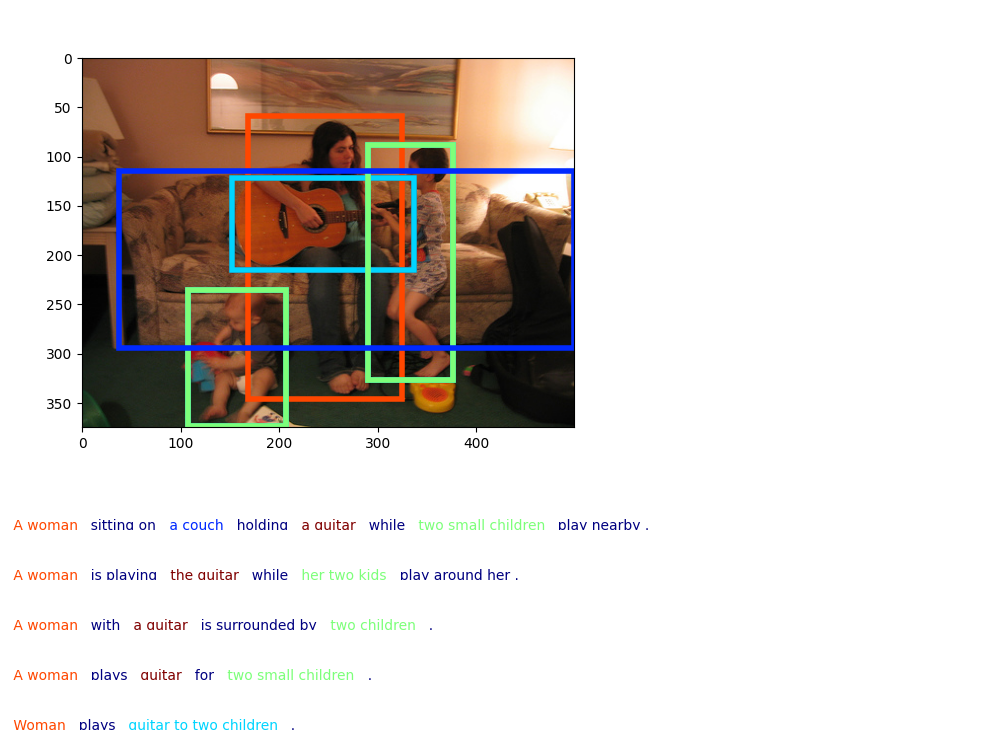 0
50
100
150
200
250
300
350
0 100 200 300 400
A woman sitting on a couch holding a guitar while two small children play nearby .
A woman is playing the guitar while her two kids play around her .
A woman with a guitar is surrounded by two children .
A woman plays guitar for two small children .
Woman plays guitar to two children .